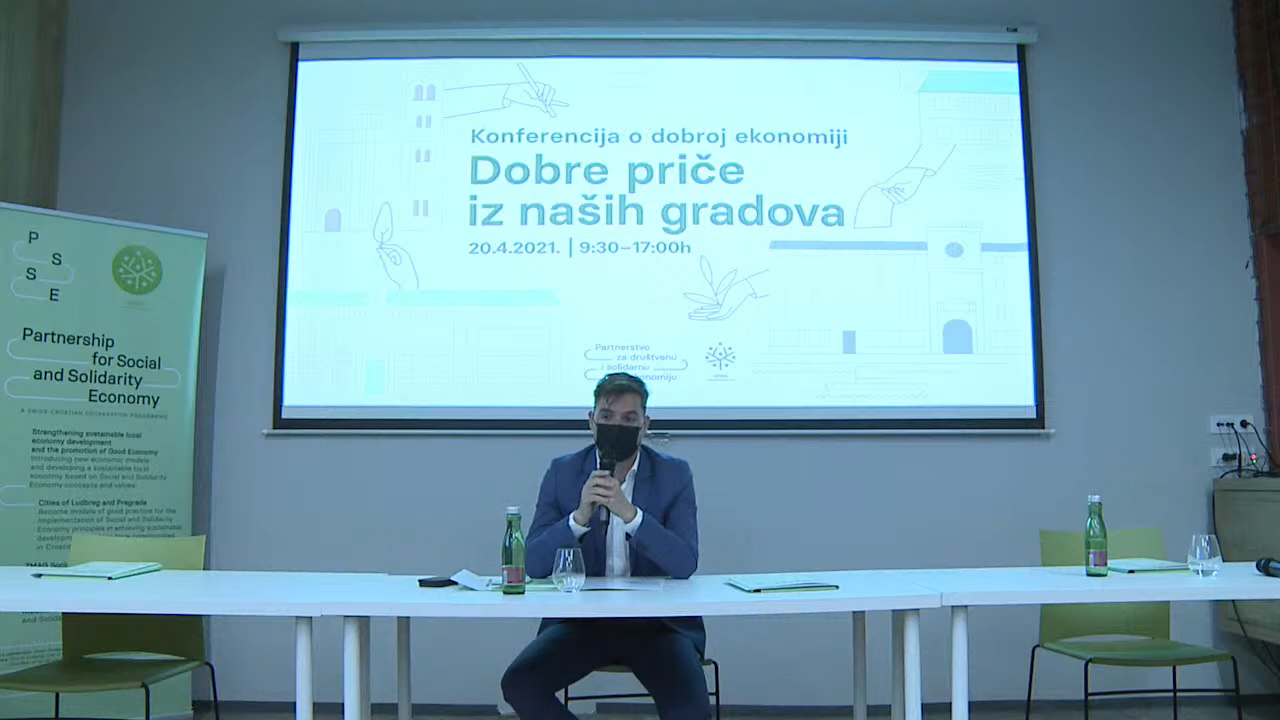 Konferencija o dobroj ekonomiji
Dobre priče
iz naših gradova
20.4.2021. | 9:30–17:00h
Partnerstvo
za društvenu
i solidarnu
P
S
S
E
Partnership
for Social
and Solidarity
Economy
A SWISS-CROATIAN COOPERATION PROGRAMME
Strengthening sustainable local
economy development
and the promotion of Good Economy
Introducing new economic models
and developing a sustainable local
economy based on Social and Solidarity
Economy concepts and values
Cities of Ludbreg and Pregrada
Become models of good practice for the
implementation of Social and Solidarity
Economy principles in achieving sustainable